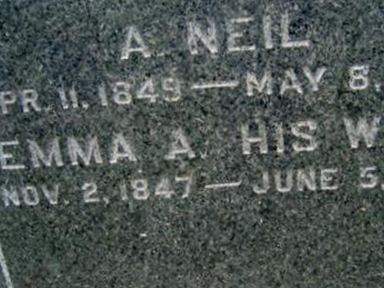 A. NEIL
PR. 11, 1849 — MAY 8,
EMMA A. HIS W
NOV. 2, 1847 — JUNE 5